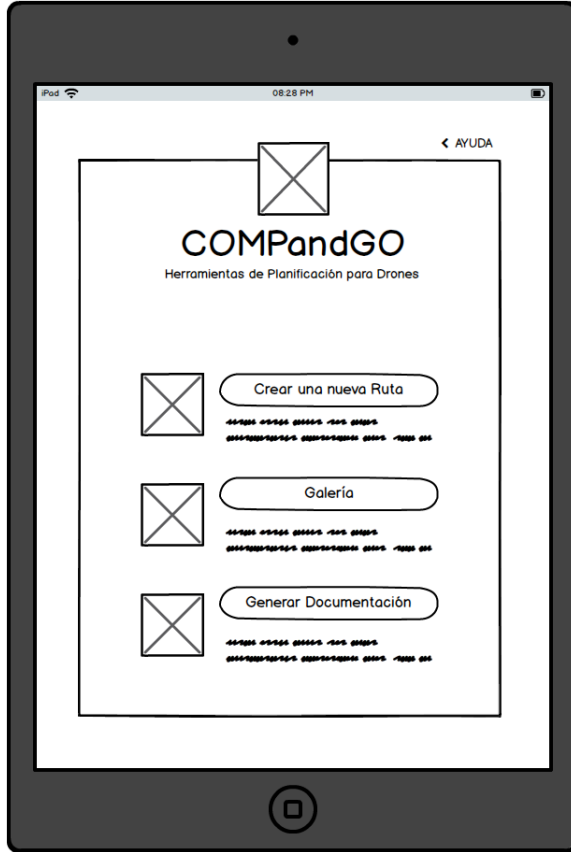 iPad 08:28 PM
< AYUDA
COMPandGO
Herramientas de Planificación para Drones
Crear una nueva Ruta
Galería
Generar Documentación